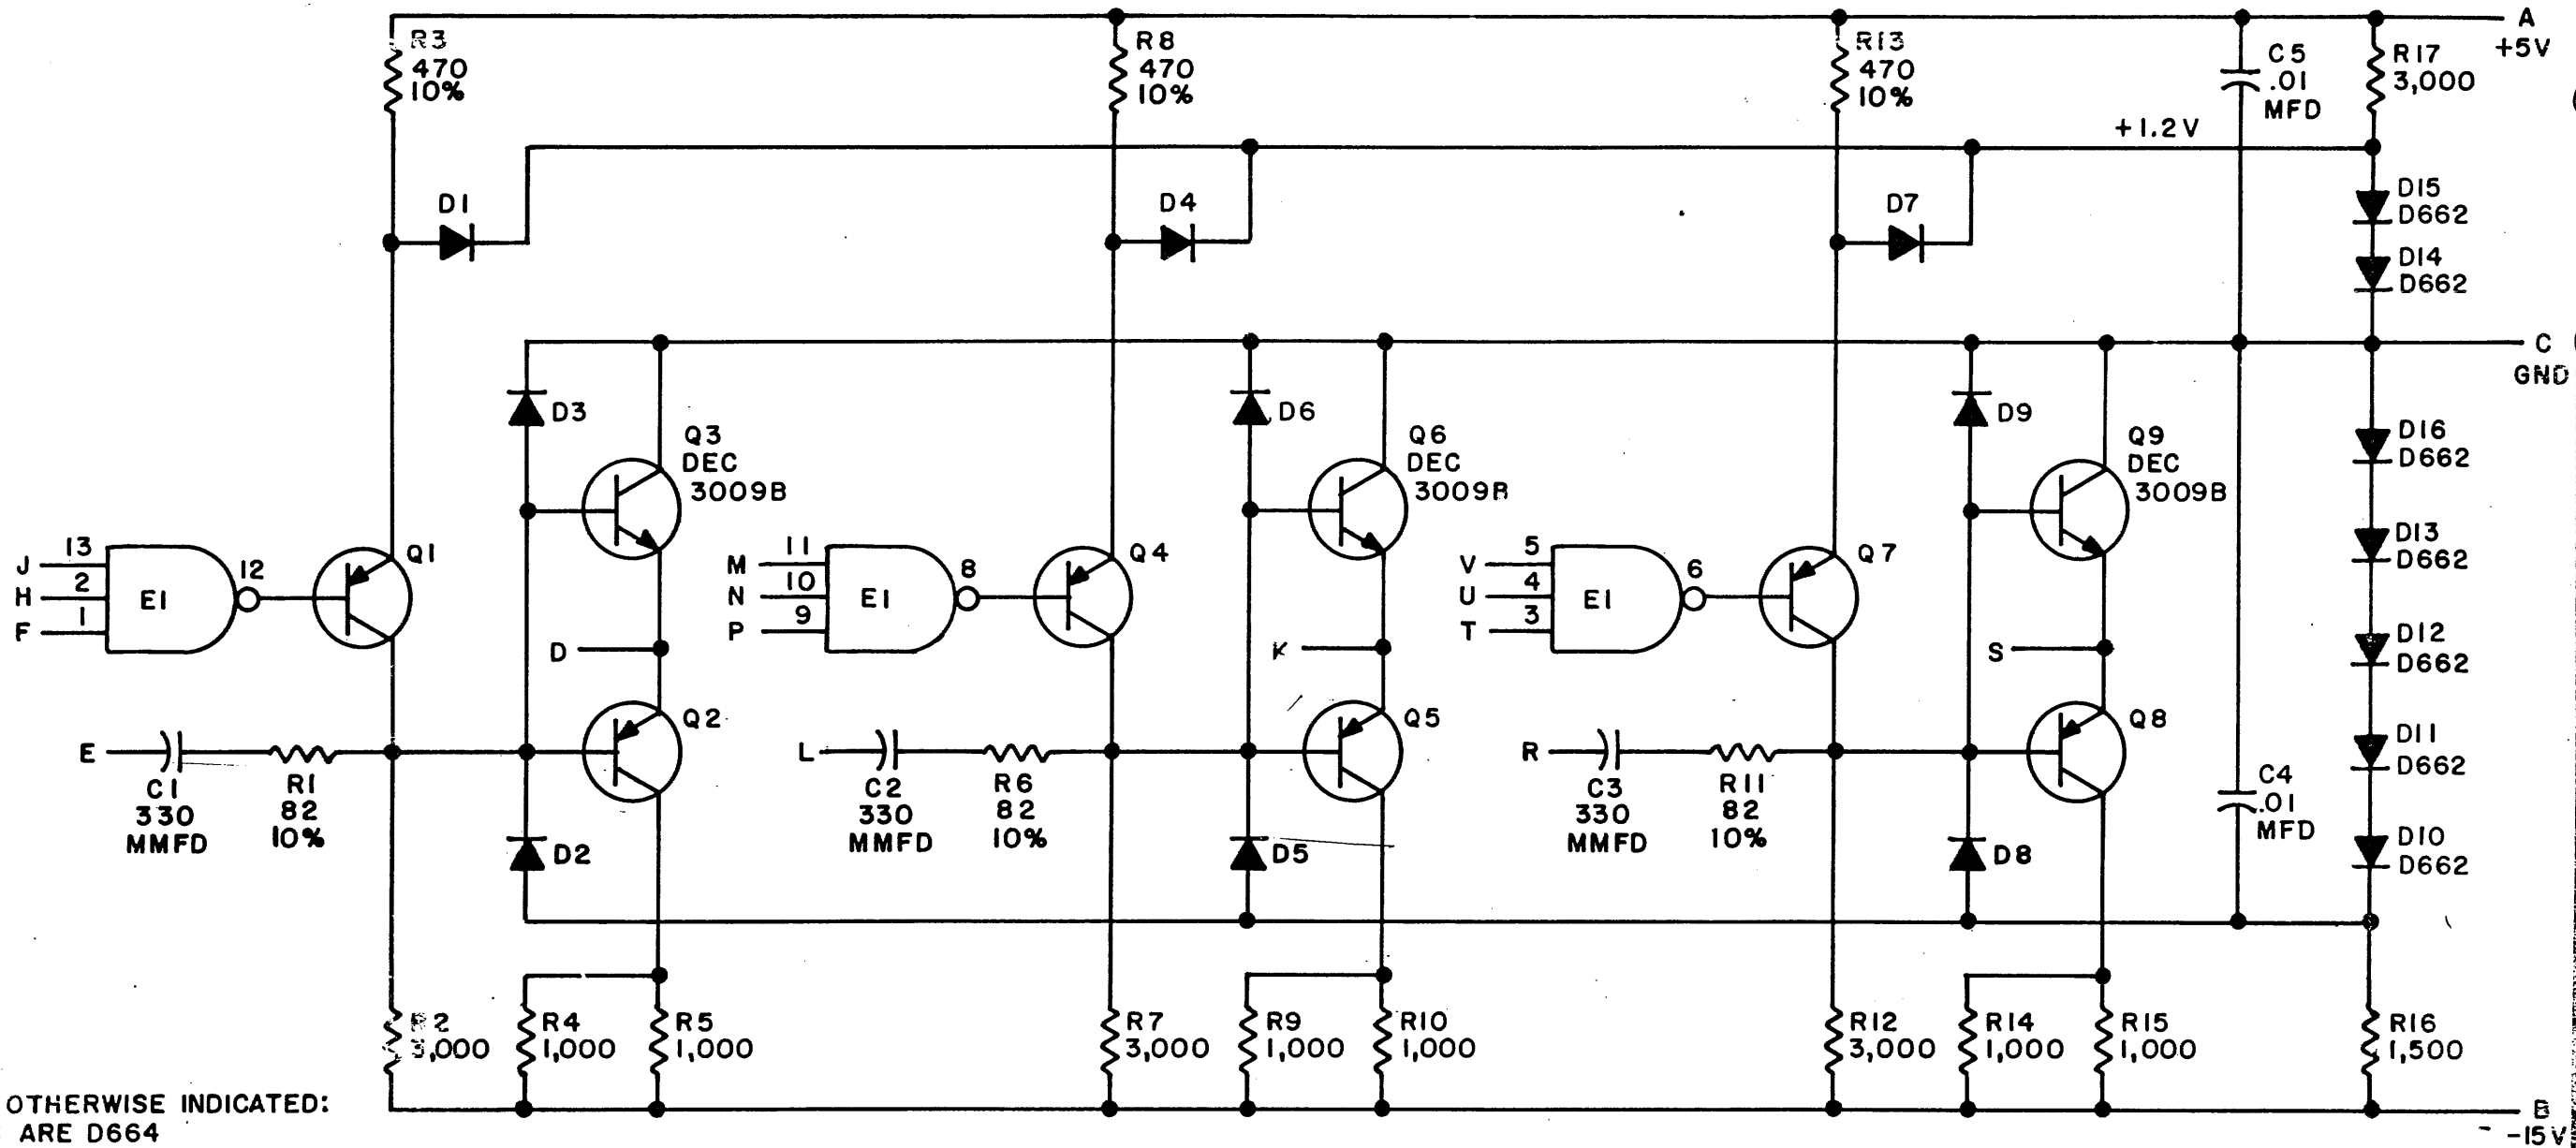 A
+5V
R3
470
10%
R8
470
10%
R13
470
10%
C5
.01
MFD
R17
3,000
+1.2V
D1
D4
D7
D15
D662
D14
D662
C
GND
D3
Q3
DEC
3009B
D6
Q6
DEC
3009B
D9
Q9
DEC
3009B
D16
D662
D13
D662
J 13
H 2
F 1
E1
12
Q1
M 11
N 10
P 9
E1
8
Q4
V 5
U 4
T 3
E1
6
Q7
D
K
S
D12
D662
E
C1
330
MMFD
R1
82
10%
Q2
L
C2
330
MMFD
R6
82
10%
Q5
R
C3
330
MMFD
R11
82
10%
Q8
C4
.01
MFD
D11
D662
D2
D5
D8
D10
D662
R2
3,000
R4
1,000
R5
1,000
R7
3,000
R9
1,000
R10
1,000
R12
3,000
R14
1,000
R15
1,000
R16
1,500
B
-15V
OTHERWISE INDICATED:
ARE D664